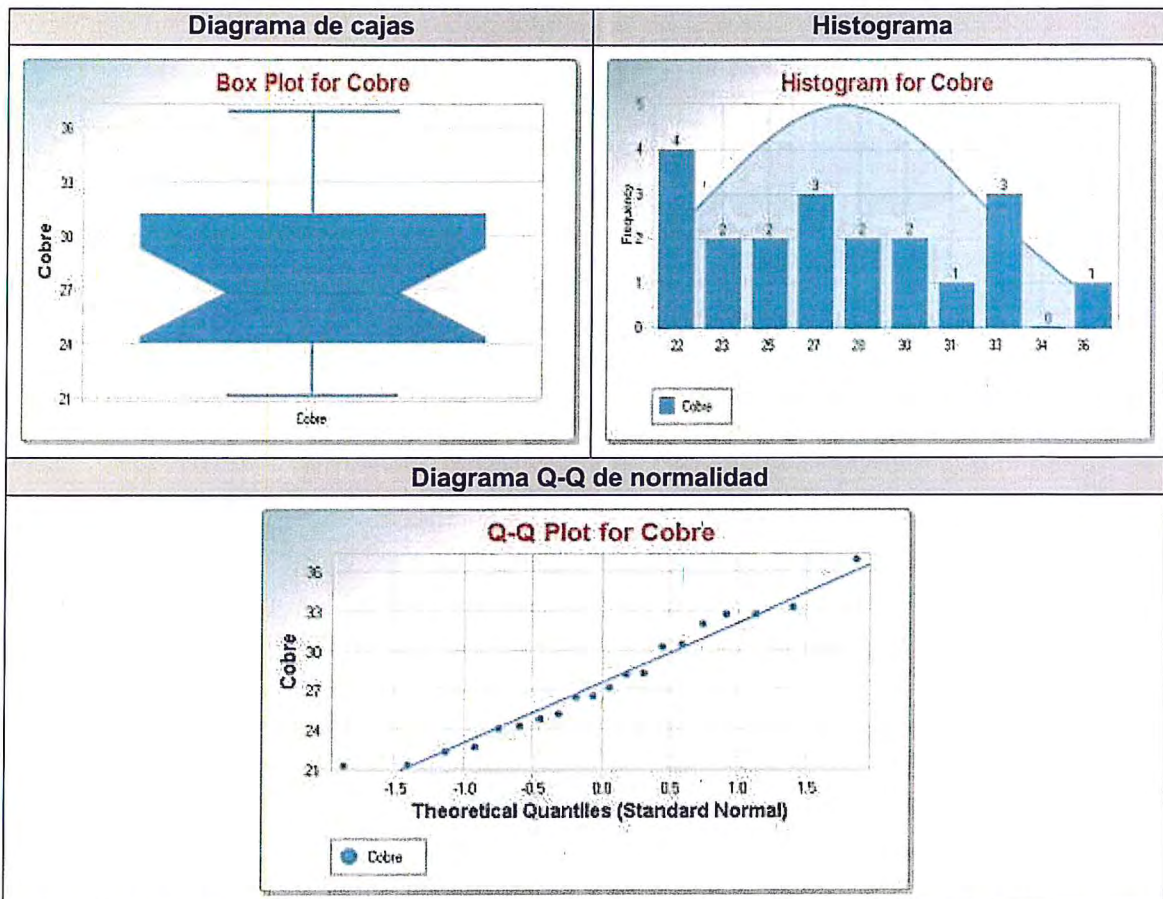 Diagrama de cajas
Histograma
Box Plot for Cobre
36
33
30
27
24
21
Cobre
Cobre
Histogram for Cobre
5
4
3
2
1
0
Frequency
4
2
2
3
2
2
1
3
0
1
22 23 25 27 28 30 31 33 34 36
Cobre
Diagrama Q-Q de normalidad
Q-Q Plot for Cobre
36
33
30
27
24
21
Cobre
-1.5 -1.0 -0.5 0.0 0.5 1.0 1.5
Theoretical Quantiles (Standard Normal)
Cobre